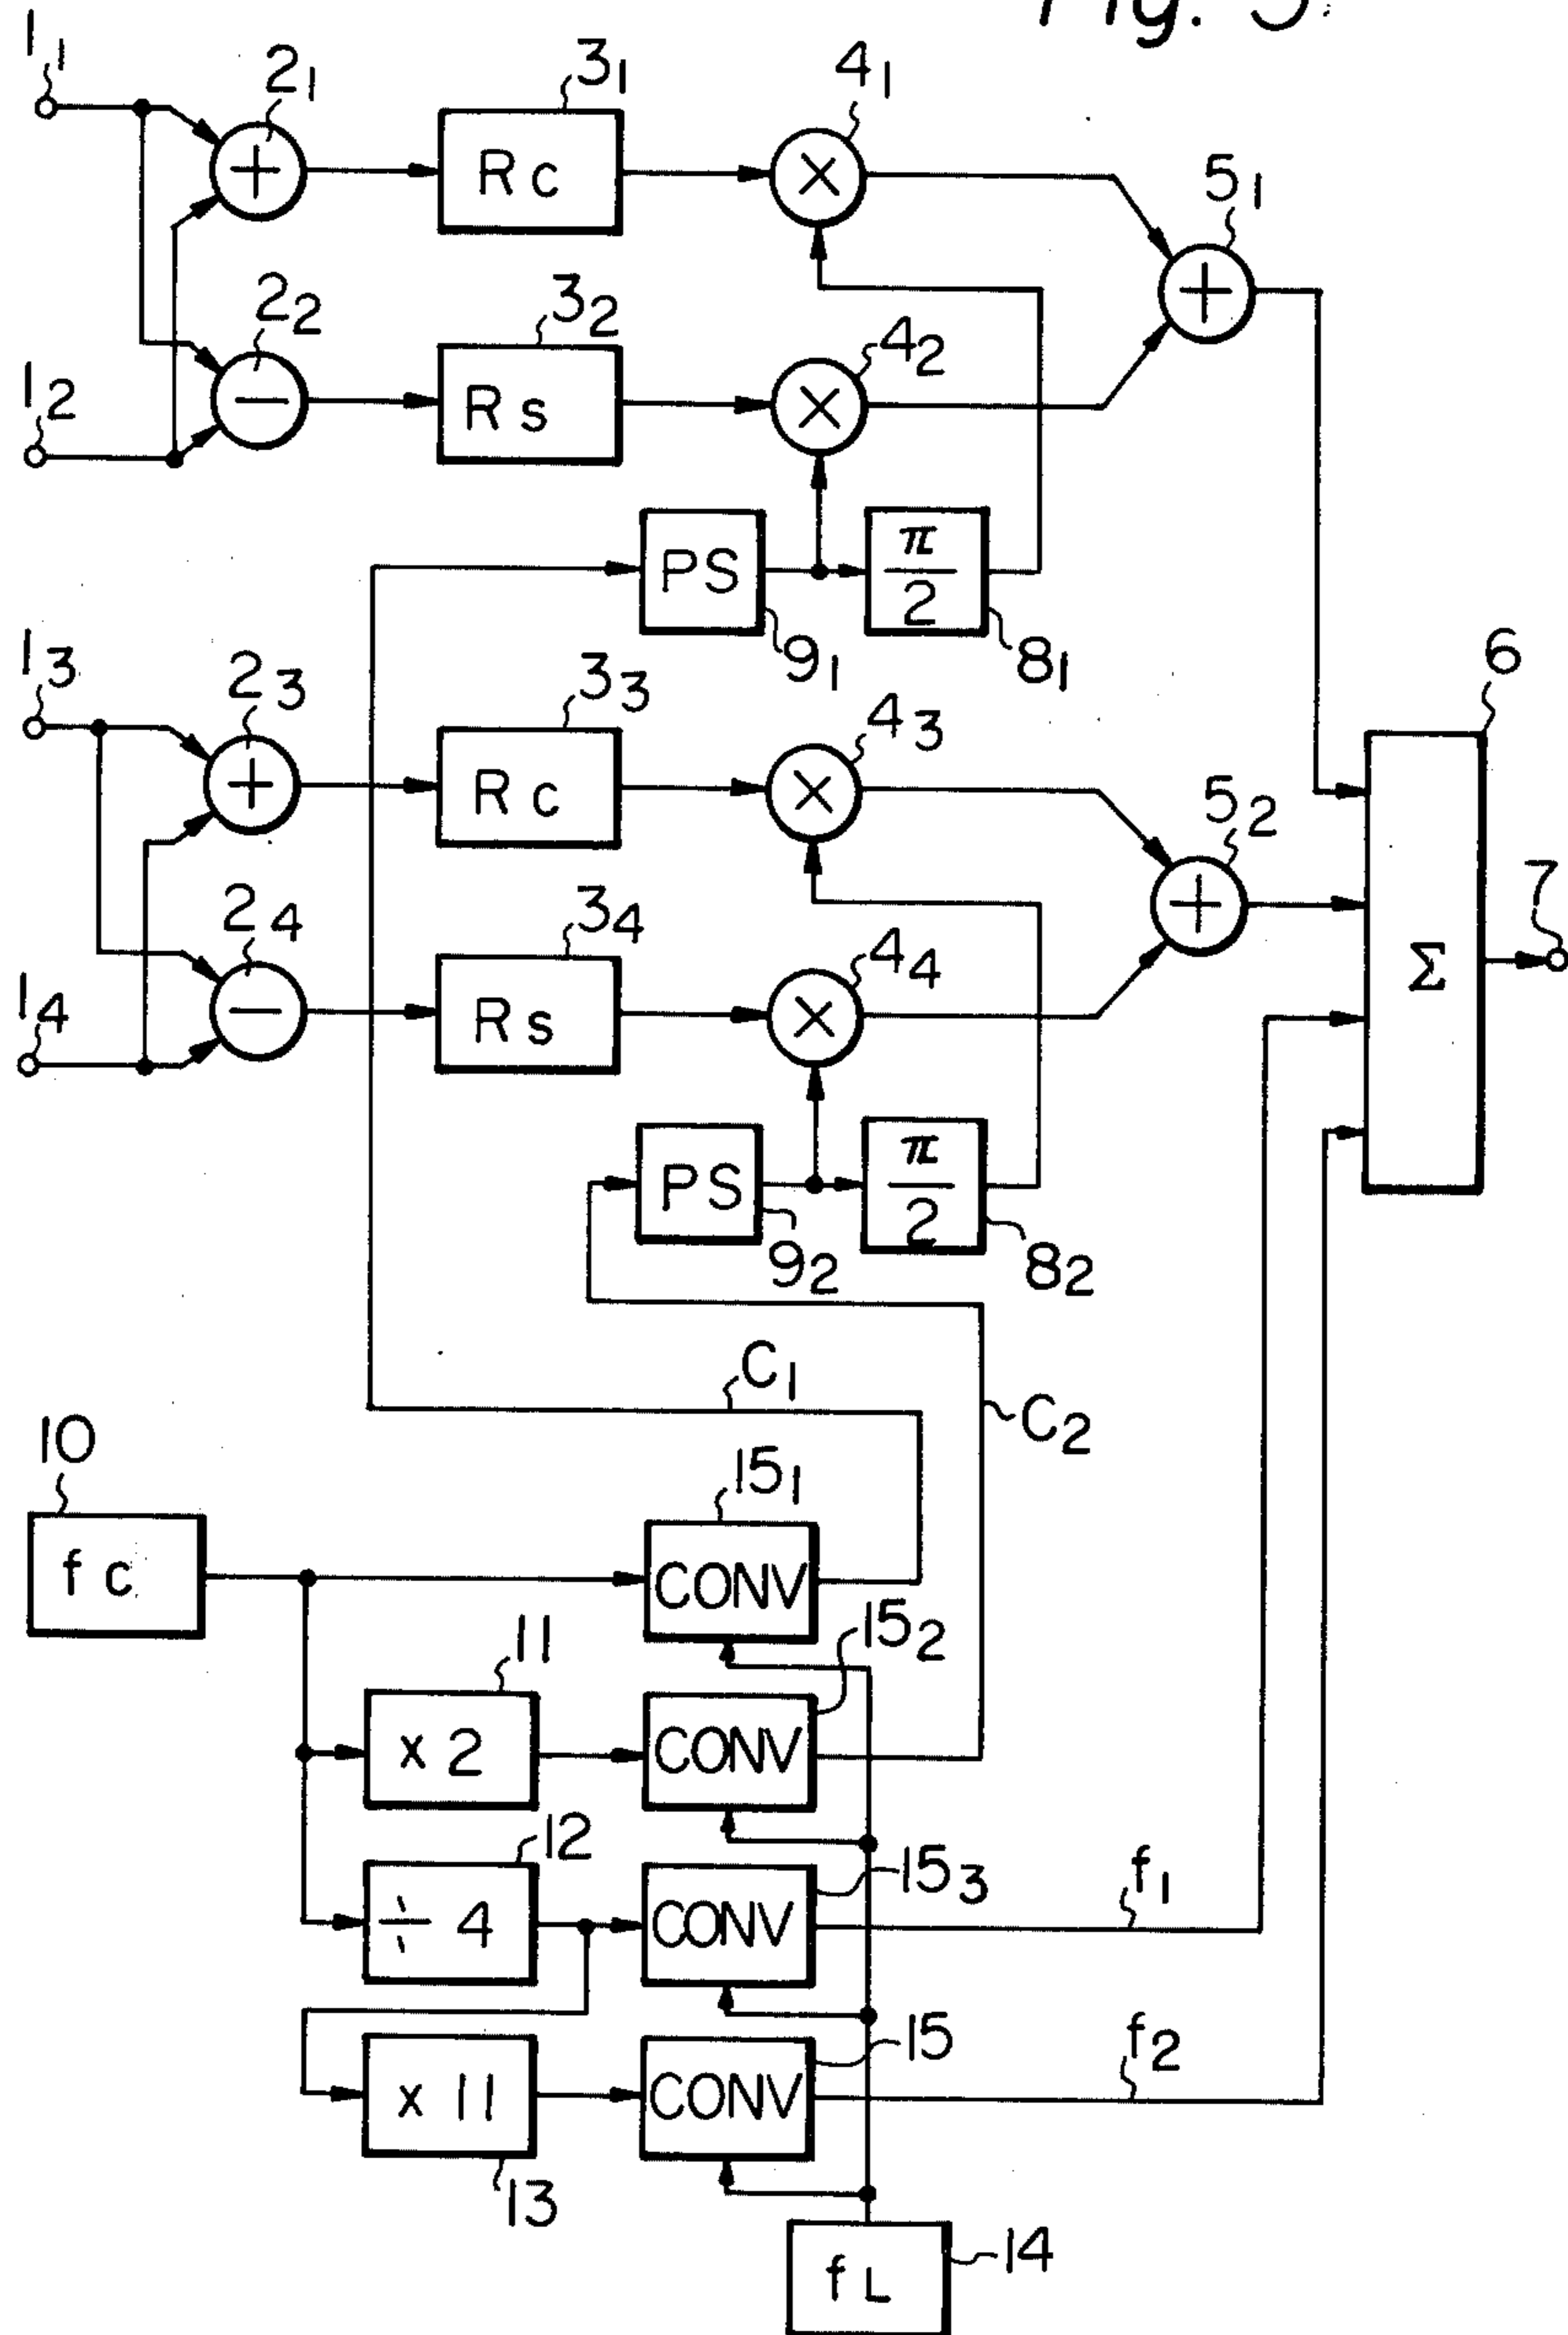 Fig. 5
1₁
2₁
3₁
4₁
Rc
5₁
2₂
3₂
4₂
1₂
Rs
PS
π/2
9₁
8₁
1₃
2₃
3₃
4₃
6
Rc
5₂
7
2₄
3₄
4₄
Σ
1₄
Rs
PS
π/2
9₂
8₂
C₁
C₂
10
15₁
fc
CONV
11
15₂
x 2
CONV
12
15₃
f₁
÷ 4
CONV
15
f₂
x 11
CONV
13
14
fL